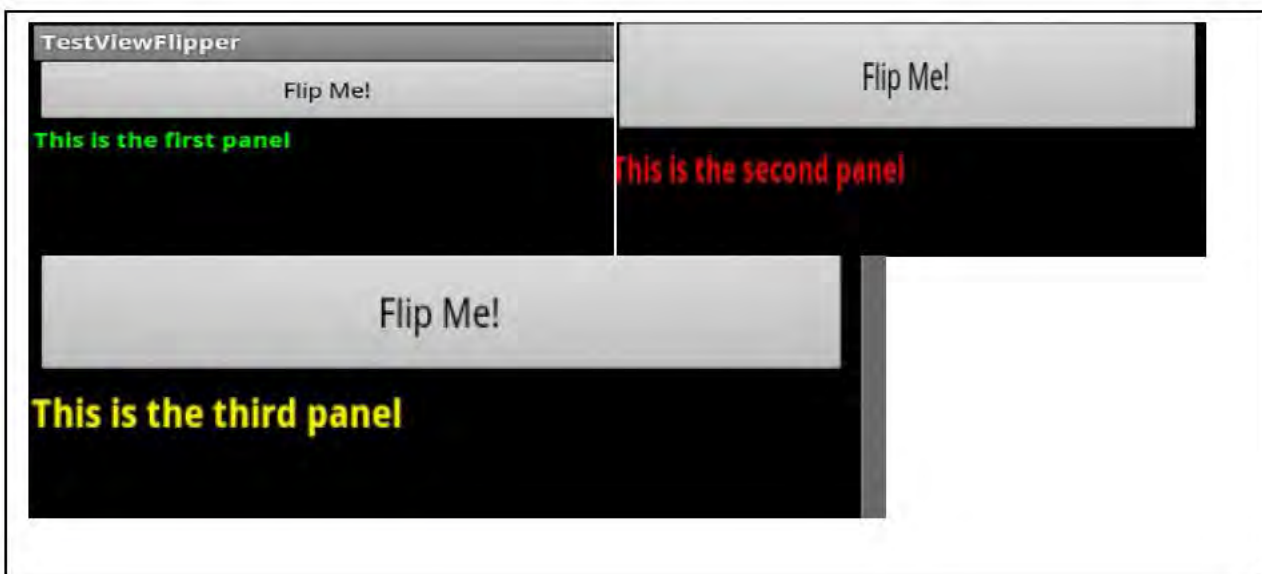 TestViewFlipper
Flip Me!
This is the first panel
Flip Me!
This is the second panel
Flip Me!
This is the third panel